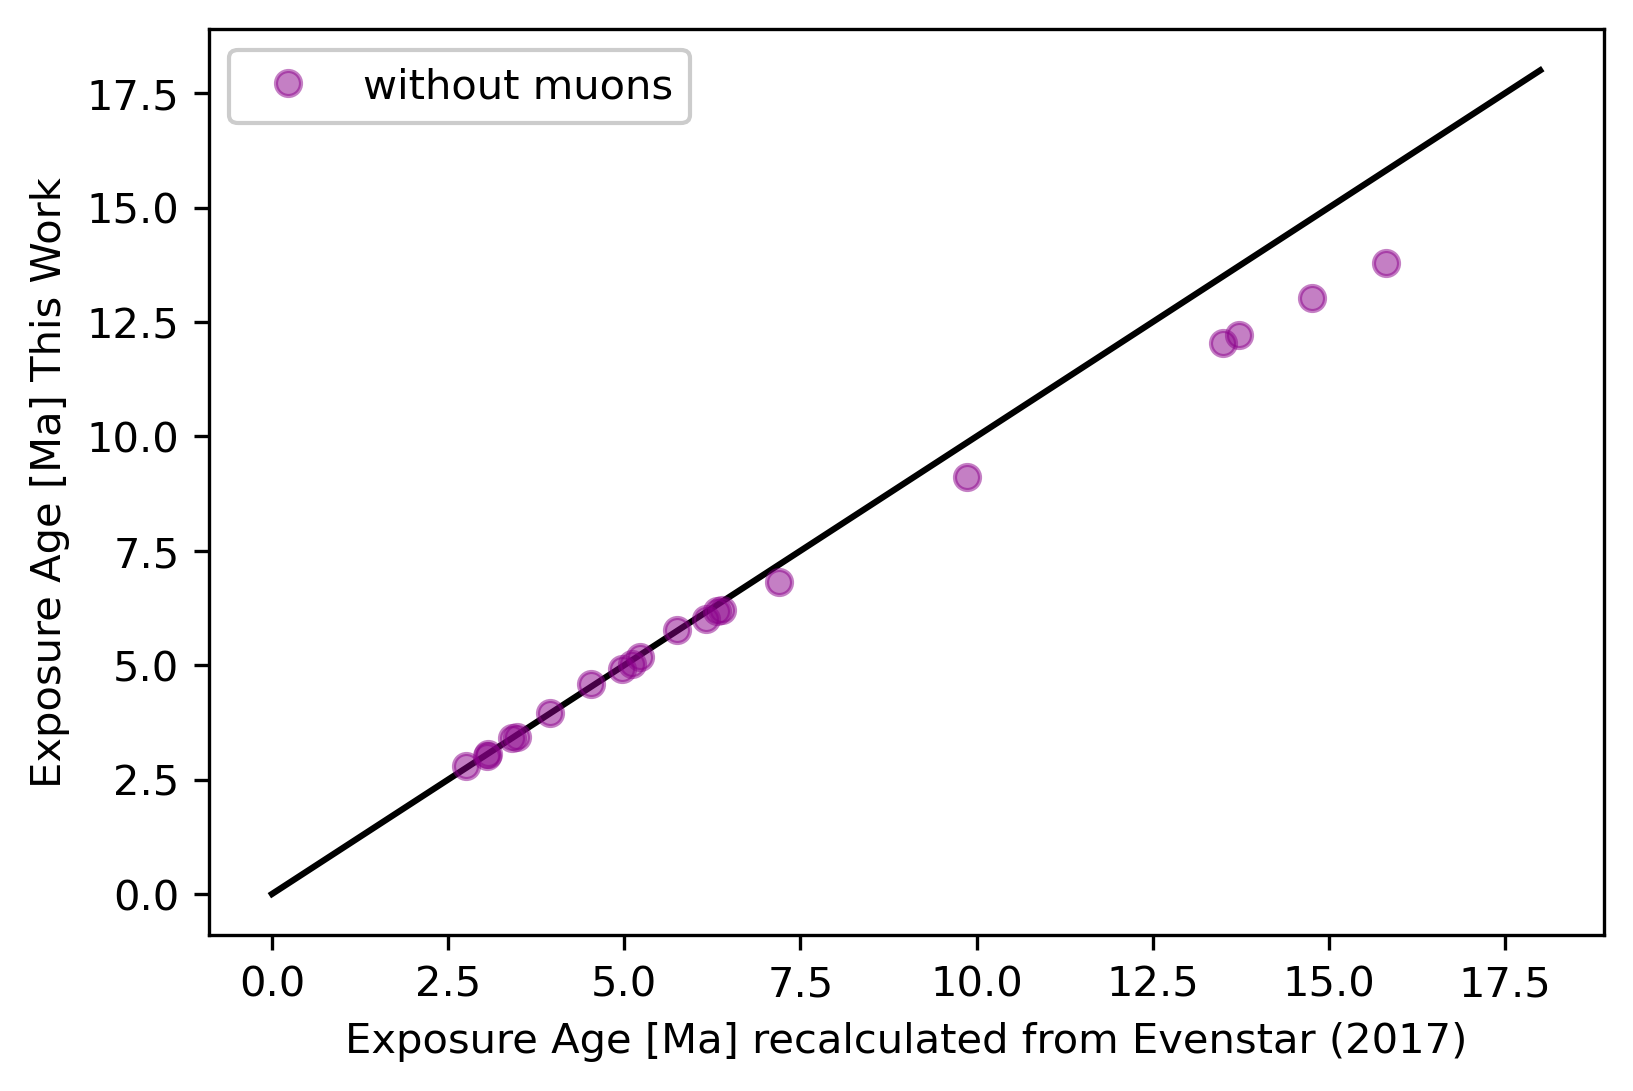 without muons
Exposure Age [Ma] This Work
17.5
15.0
12.5
10.0
7.5
5.0
2.5
0.0
0.0 2.5 5.0 7.5 10.0 12.5 15.0 17.5
Exposure Age [Ma] recalculated from Evenstar (2017)